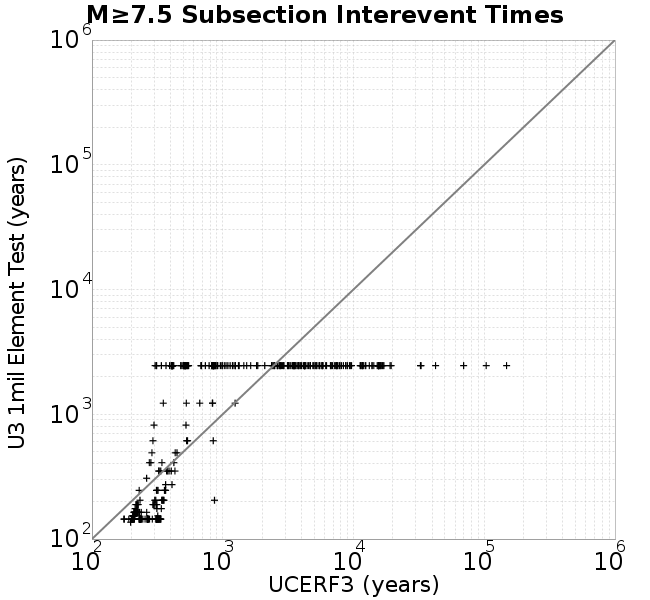 M≥7.5 Subsection Interevent Times
10^6
10^5
10^4
10^3
10^2
U3 1mil Element Test (years)
10^2 10^3 10^4 10^5 10^6
UCERF3 (years)